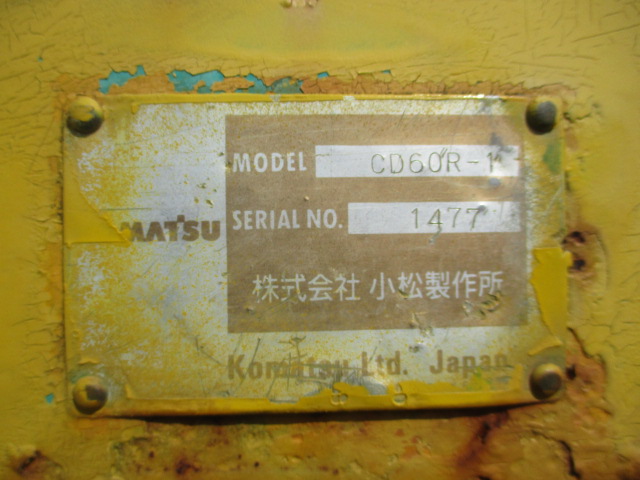 MODEL CD60R-1
MATSU
SERIAL NO. 1477
株式会社 小松製作所
Komatsu Ltd. Japan